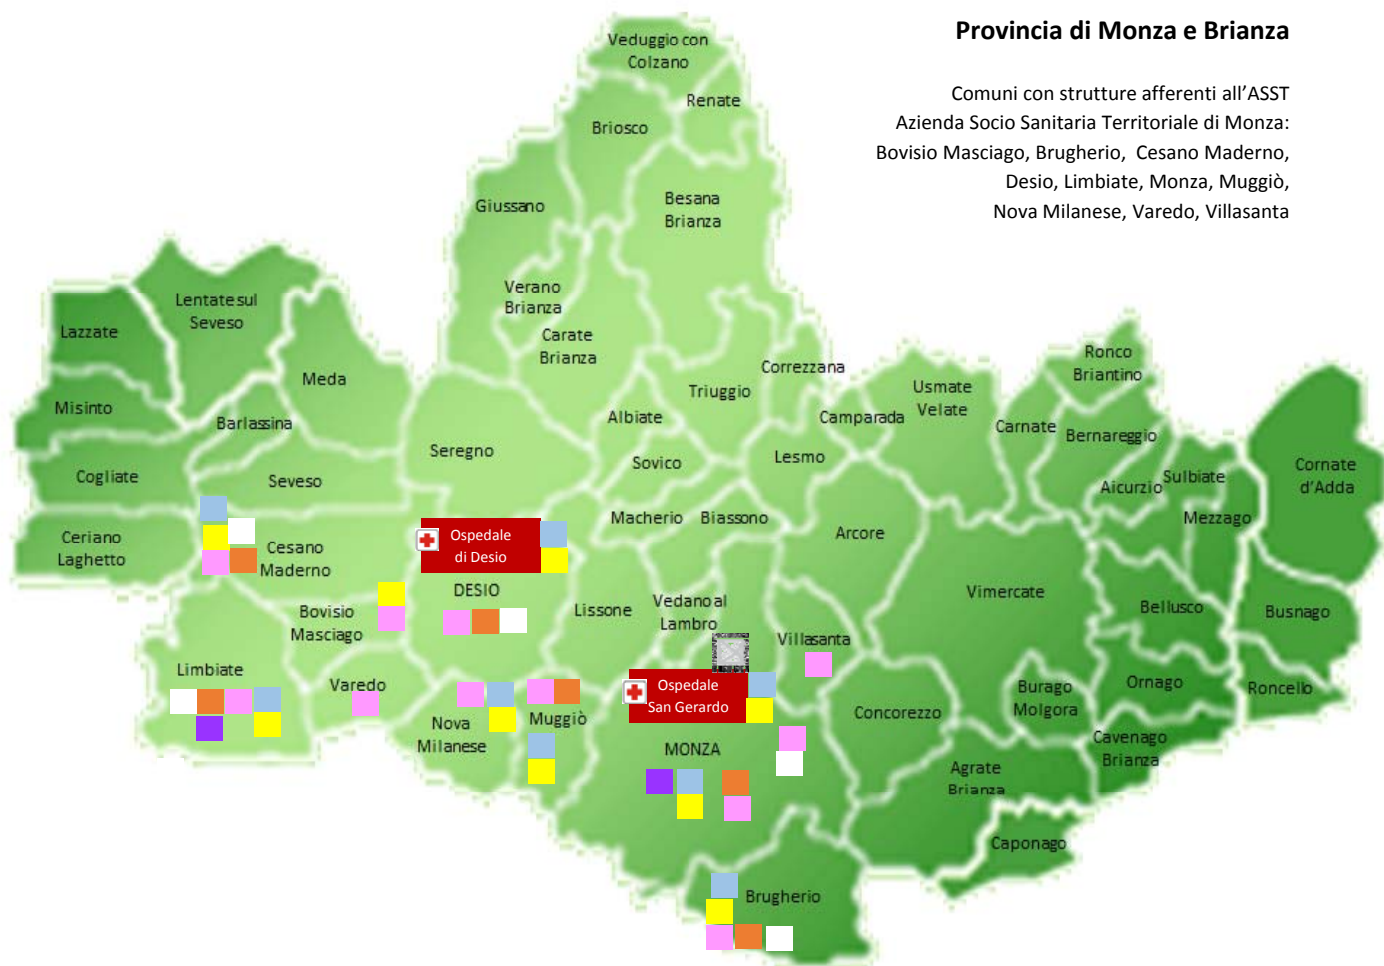 Provincia di Monza e Brianza
Comuni con strutture afferenti all'ASST
Azienda Socio Sanitaria Territoriale di Monza:
Bovisio Masciago, Brugherio, Cesano Maderno,
Desio, Limbiate, Monza, Muggiò,
Nova Milanese, Varedo, Villasanta
Veduggio con
Colzano
Renate
Briosco
Besana
Brianza
Giussano
Verano
Brianza
Carate
Brianza
Lentate sul
Seveso
Lazzate
Meda
Misinto
Barlassina
Cogliate
Seveso
Seregno
Albiate
Triuggio
Correzzana
Camparada
Usmate
Velate
Ronco
Briantino
Carnate
Bernareggio
Sovico
Lesmo
Aicurzio
Sulbiate
Cornate
d'Adda
Mezzago
Ceriano
Laghetto
Cesano
Maderno
Ospedale
di Desio
DESIO
Macherio
Biassono
Arcore
Bovisio
Masciago
Lissone
Vedano al
Lambro
Villasanta
Vimercate
Bellusco
Busnago
Limbiate
Varedo
Nova
Milanese
Muggiò
Ospedale
San Gerardo
MONZA
Concorezzo
Burago
Molgora
Ornago
Roncello
Cavenago
Brianza
Agrate
Brianza
Caponago
Brugherio